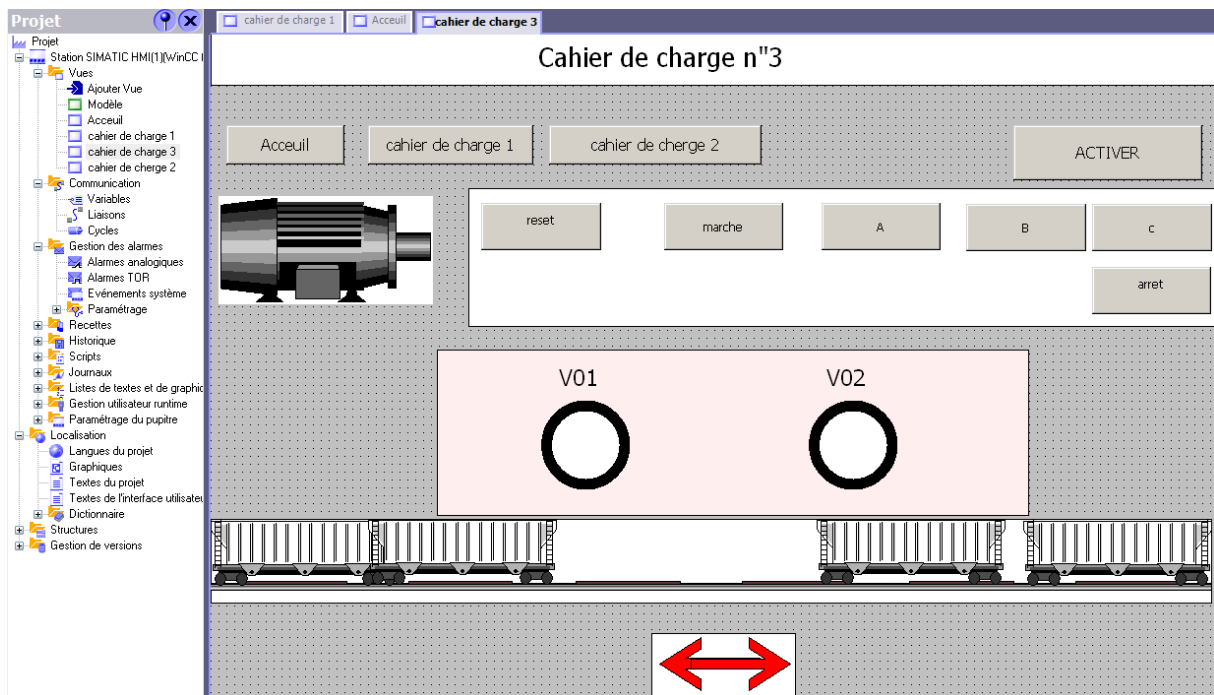 Projet
cahier de charge 1
Acceuil
cahier de charge 3
Projet
Station SIMATIC HMI(1)(WinCC
Vues
Ajouter Vue
Modèle
Acceuil
cahier de charge 1
cahier de charge 3
cahier de cherge 2
Communication
Variables
Liaisons
Cycles
Gestion des alarmes
Alarmes analogiques
Alarmes TOR
Evénements système
Paramétrage
Recettes
Historique
Scripts
Journaux
Listes de textes et de graphic
Gestion utilisateur runtime
Paramétrage du pupitre
Localisation
Langues du projet
Graphiques
Textes du projet
Textes de l'interface utilisateu
Dictionnaire
Structures
Gestion de versions
Cahier de charge n"3
Acceuil
cahier de charge 1
cahier de cherge 2
ACTIVER
reset
marche
A
B
c
arret
V01
V02